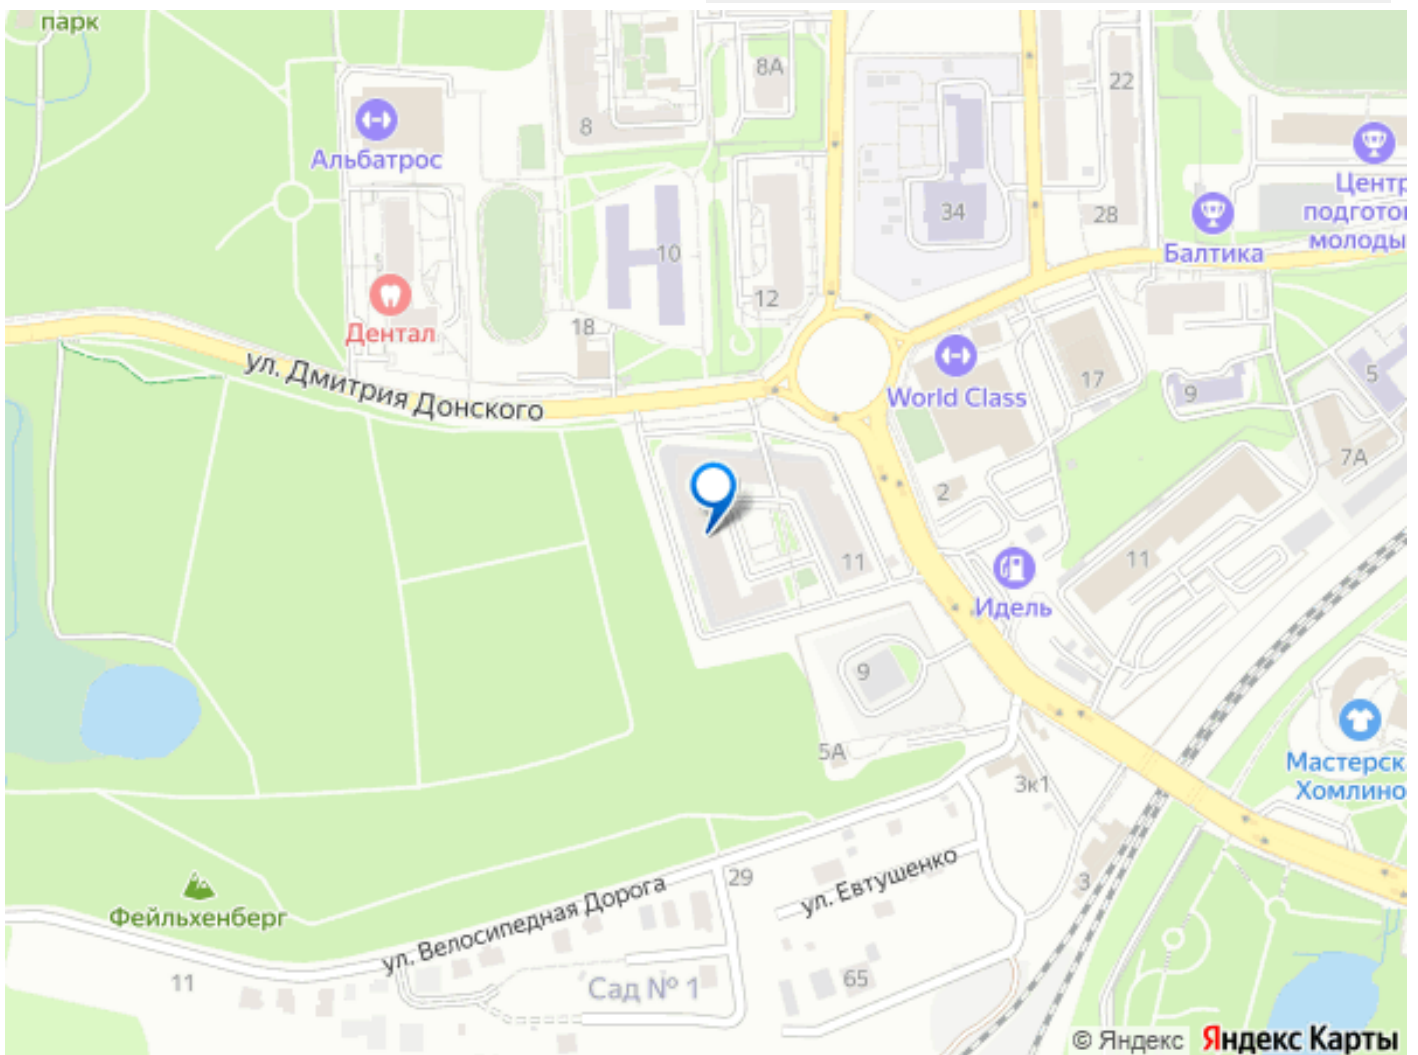 парк
8А
22
8
Альбатрос
34
28
Центр
подгото
молоды
Балтика
10
12
Дентал
18
ул. Дмитрия Донского
World Class
17
9
5
7А
2
11
11
Идель
9
5А
3к1
Мастерск
Хомлино
29
ул. Евтушенко
3
Фейльхенберг
ул. Велосипедная Дорога
11
Сад № 1
65
© Яндекс Яндекс Карты